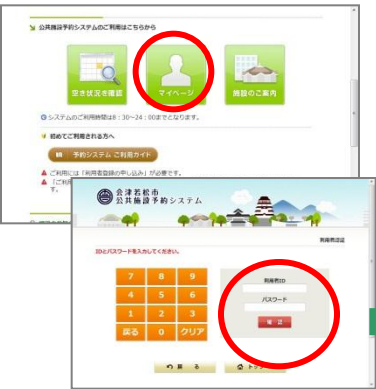 公共施設予約システムのご利用はこちらから
空き状況を確認
マイページ
施設のご案内
システムのご利用時間は8：30～24：00までとなります。
初めてご利用される方へ
予約システム ご利用ガイド
ご利用には「利用者登録の申し込み」が必要です。
「ご利用
す。
会津若松市
公共施設予約システム
利用者認証
IDとパスワードを入力してください。
7 8 9
4 5 6
1 2 3
戻る 0 クリア
利用者ID
パスワード
確 認
戻 る
トッ